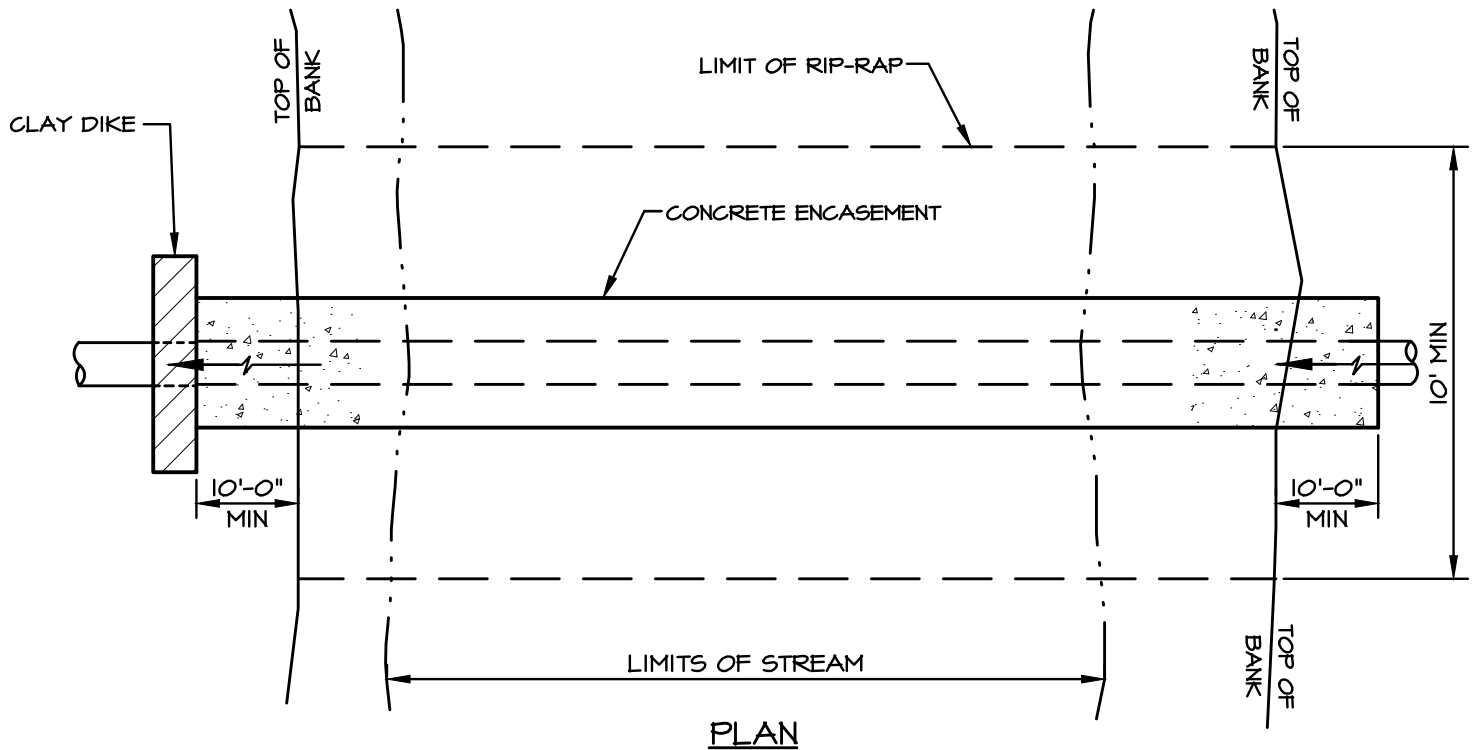 TOP OF
BANK
LIMIT OF RIP-RAP
TOP OF
BANK
CLAY DIKE
CONCRETE ENCASEMENT
10' MIN
10'-0"
MIN
10'-0"
MIN
LIMITS OF STREAM
TOP OF
BANK
PLAN